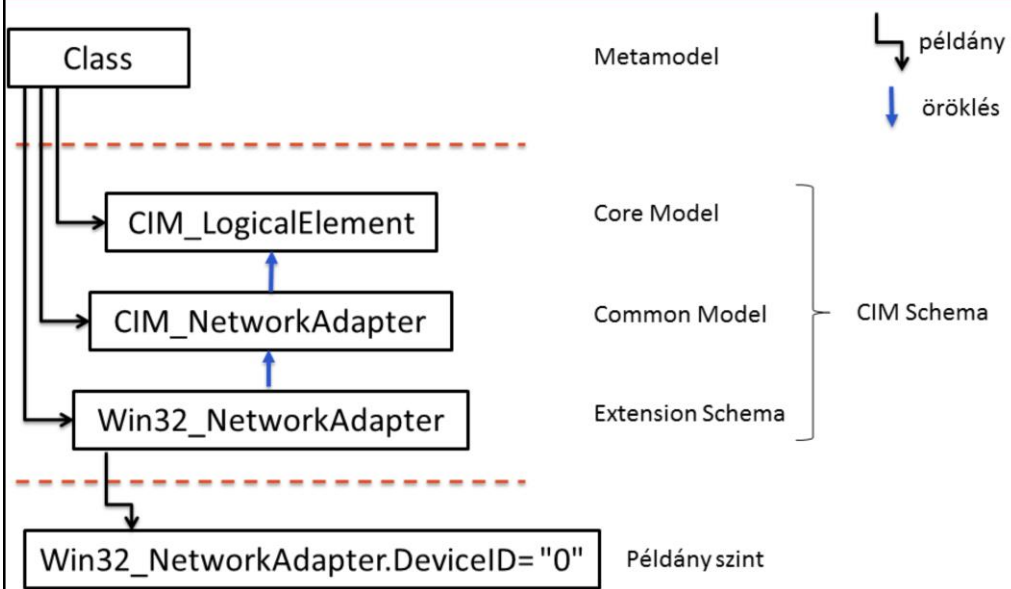 Class
Metamodel
példány
öröklés
CIM_LogicalElement
Core Model
CIM_NetworkAdapter
Common Model
CIM Schema
Win32_NetworkAdapter
Extension Schema
Win32_NetworkAdapter.DeviceID="0"
Példány szint